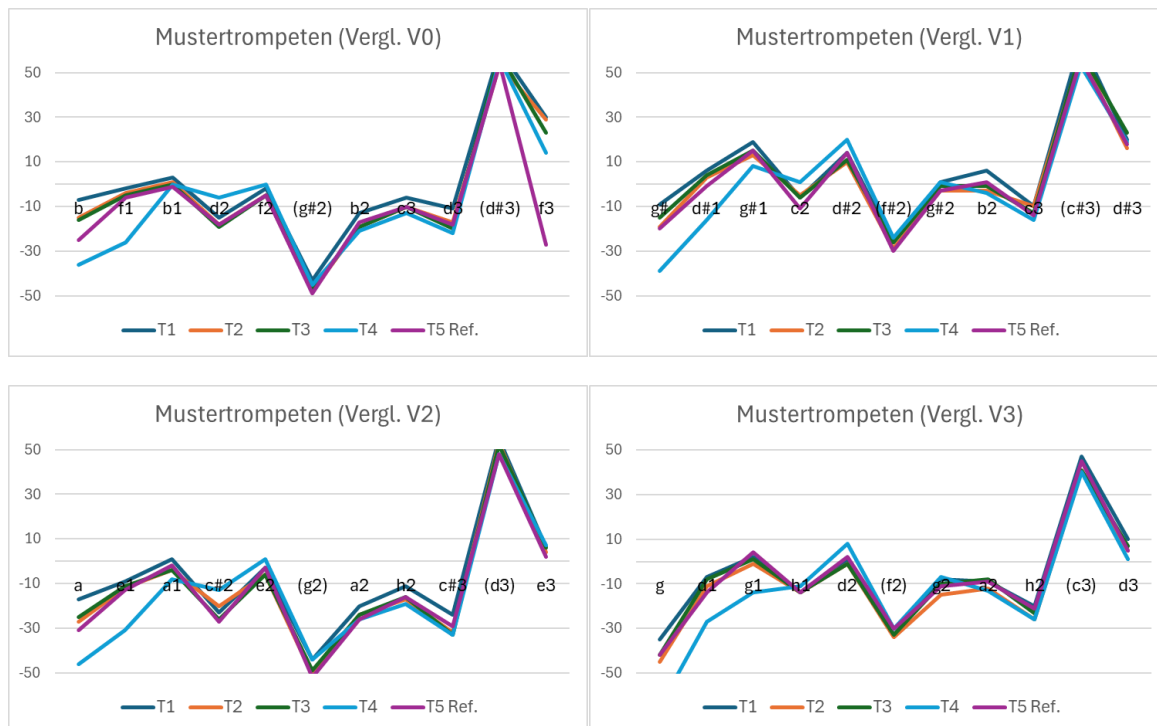 Mustertrompeten (Vergl. V0)
50
30
10
-10
-30
-50
b f1 b1 d2 f2 (g#2) b2 c3 d3 (d#3) f3
T1 T2 T3 T4 T5 Ref.
Mustertrompeten (Vergl. V1)
50
30
10
-10
-30
-50
g# d#1 g#1 c2 d#2 (f#2) g#2 b2 c3 (c#3) d#3
T1 T2 T3 T4 T5 Ref.
Mustertrompeten (Vergl. V2)
50
30
10
-10
-30
-50
a e1 a1 c#2 e2 (g2) a2 h2 c#3 (d3) e3
T1 T2 T3 T4 T5 Ref.
Mustertrompeten (Vergl. V3)
50
30
10
-10
-30
-50
g d1 g1 h1 d2 (f2) g2 a2 h2 (c3) d3
T1 T2 T3 T4 T5 Ref.